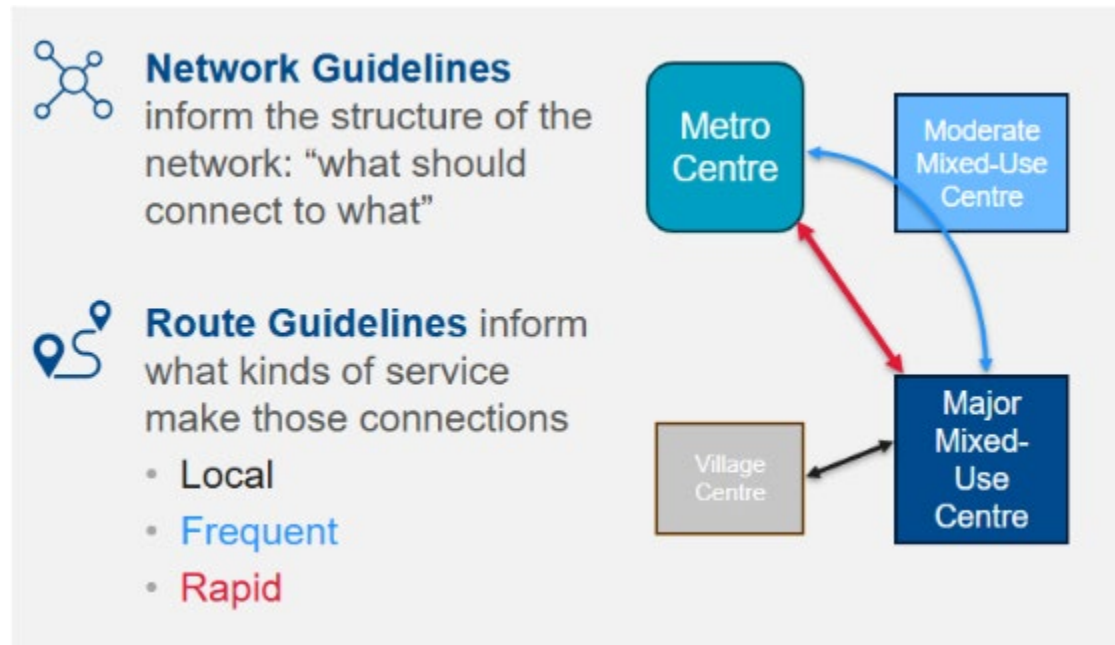 Network Guidelines
inform the structure of the
network: “what should
connect to what”
Route Guidelines inform
what kinds of service
make those connections
• Local
• Frequent
• Rapid
Metro
Centre
Moderate
Mixed-Use
Centre
Village
Centre
Major
Mixed-
Use
Centre